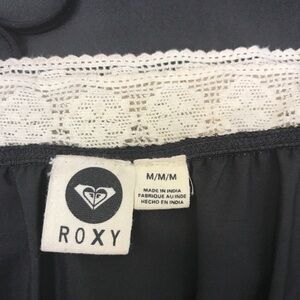 ROXY
M/M/M
MADE IN INDIA
FABRIQUE AU INDE
HECHO EN INDIA